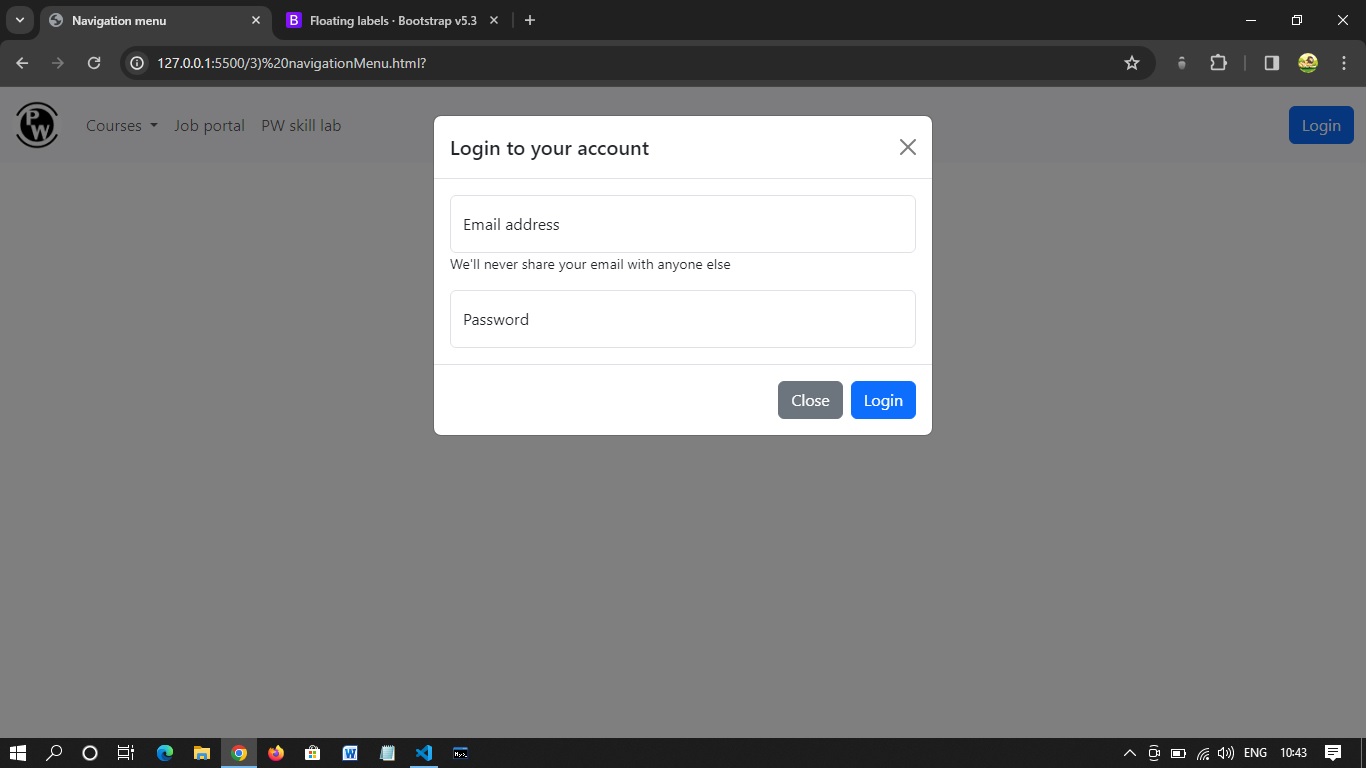 Navigation menu
Floating labels · Bootstrap v5.3
127.0.0.1:5500/3)%20navigationMenu.html?
PW
Courses
Job portal
PW skill lab
Login
Login to your account
Email address
We'll never share your email with anyone else
Password
Close
Login
ENG
10:43